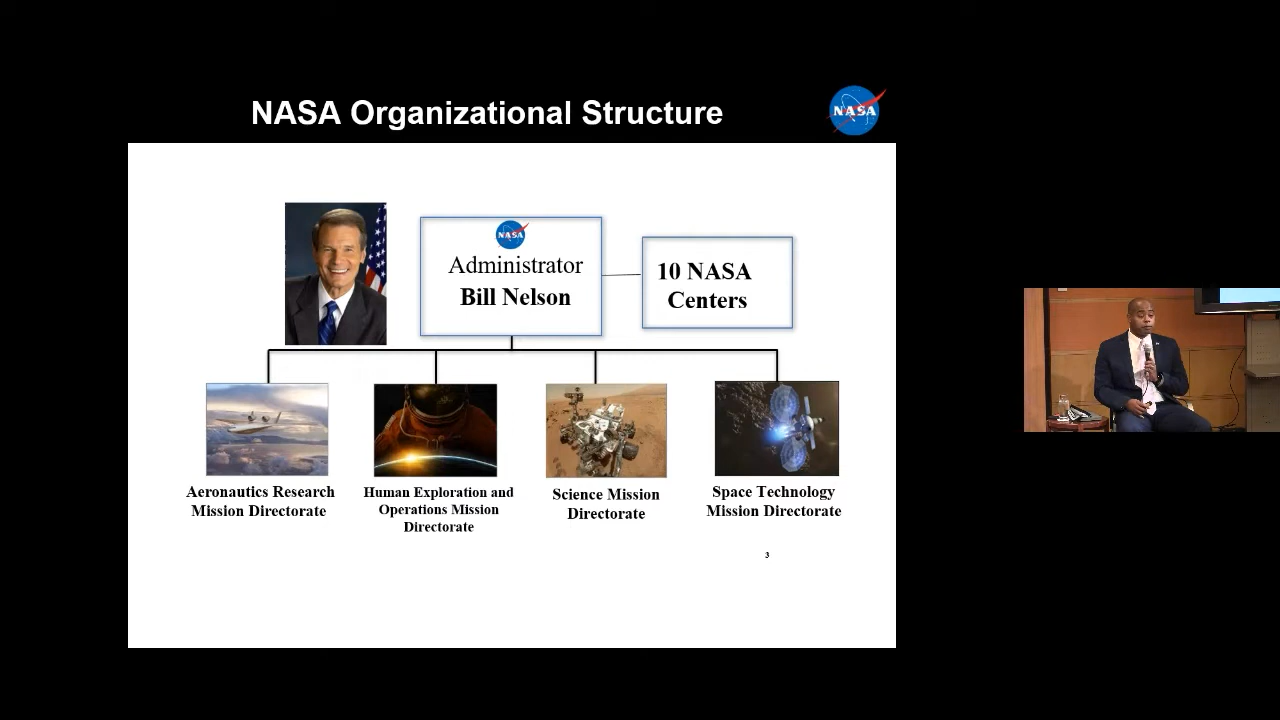 NASA Organizational Structure
NASA
NASA
Administrator
Bill Nelson
10 NASA
Centers
Aeronautics Research
Mission Directorate
Human Exploration and
Operations Mission
Directorate
Science Mission
Directorate
Space Technology
Mission Directorate
3